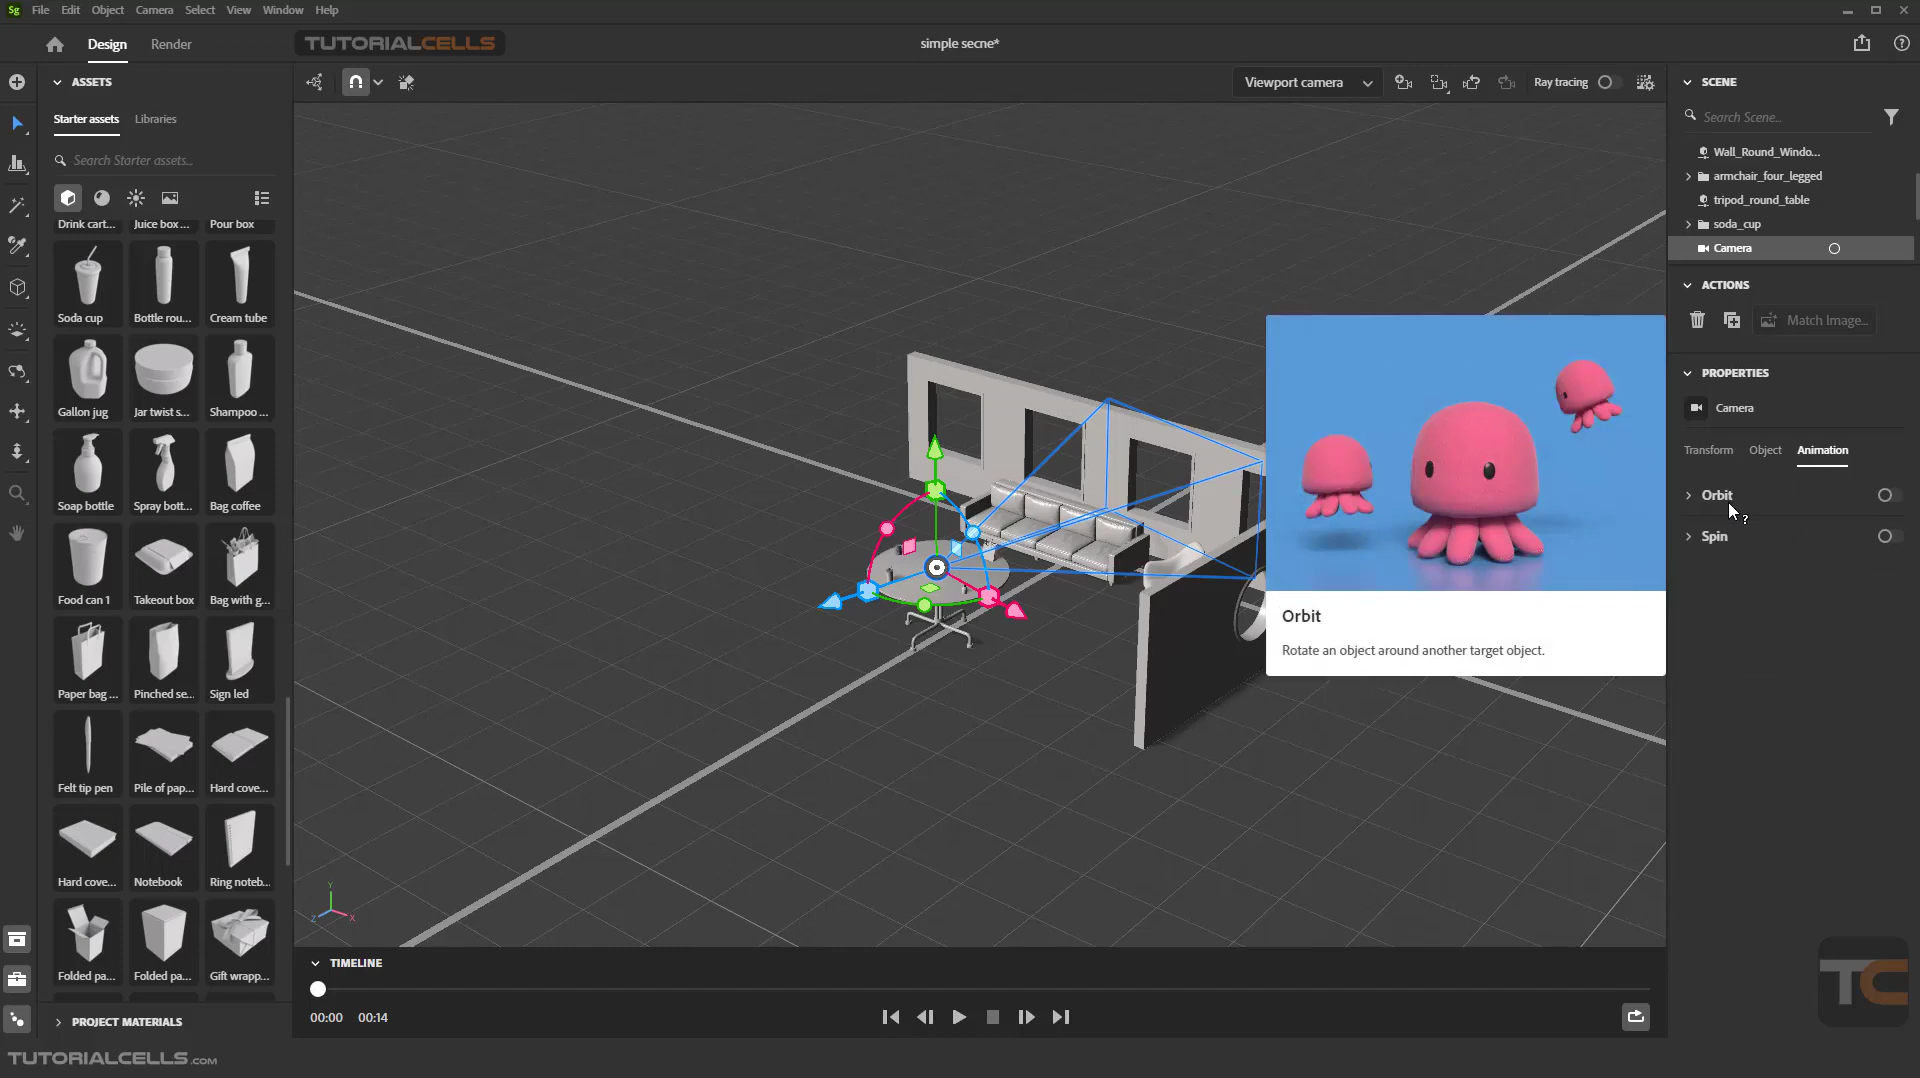 Sg File Edit Object Camera Select View Window Help
Design Render TUTORIALCELLS simple secne*
ASSETS
Starter assets Libraries
Search Starter assets...
Drink cart... Juice box ... Pour box
Soda cup Bottle rou... Cream tube
Gallon jug Jar twist s... Shampoo ...
Soap bottle Spray bott... Bag coffee
Food can 1 Takeout box Bag with g...
Paper bag ... Pinched se... Sign led
Felt tip pen Pile of pap... Hard cove...
Hard cove... Notebook Ring noteb...
Folded pa... Folded pa... Gift wrapp...
PROJECT MATERIALS
TUTORIALCELLS.COM
Viewport camera Ray tracing
Y
Z X
Orbit
Rotate an object around another target object.
TIMELINE
00:00 00:14
SCENE
Search Scene...
Wall_Round_Windo...
armchair_four_legged
tripod_round_table
soda_cup
Camera
ACTIONS
Match Image...
PROPERTIES
Camera
Transform Object Animation
Orbit
Spin
TC